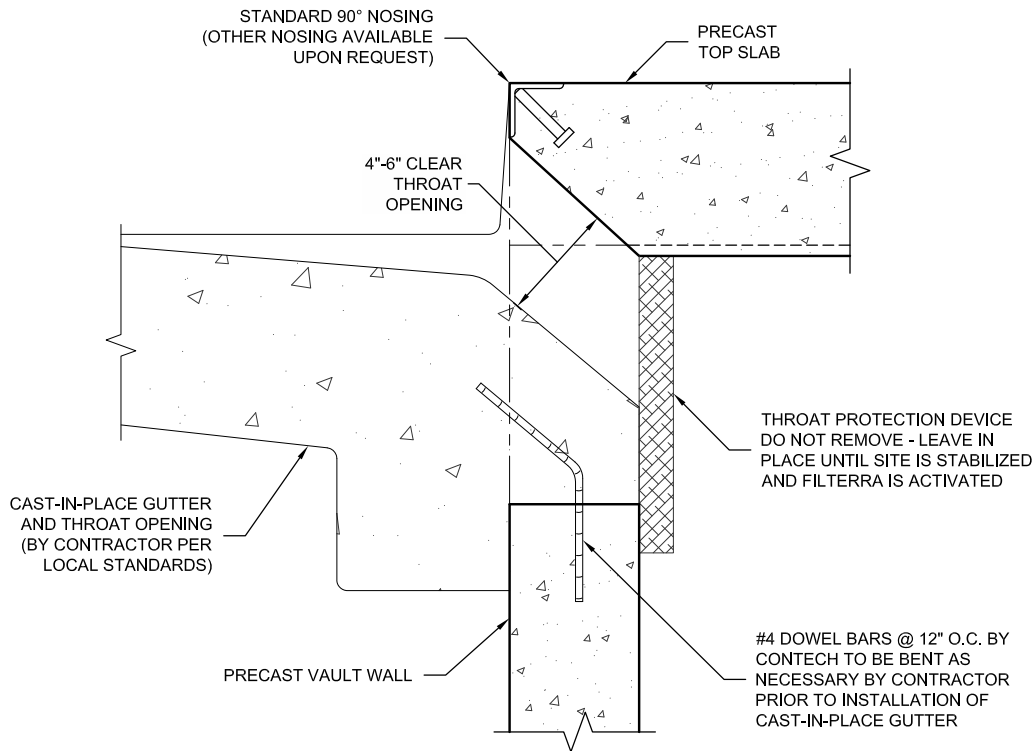 STANDARD 90° NOSING
(OTHER NOSING AVAILABLE
UPON REQUEST)
PRECAST
TOP SLAB
4"-6" CLEAR
THROAT
OPENING
THROAT PROTECTION DEVICE
DO NOT REMOVE - LEAVE IN
PLACE UNTIL SITE IS STABILIZED
AND FILTERRA IS ACTIVATED
CAST-IN-PLACE GUTTER
AND THROAT OPENING
(BY CONTRACTOR PER
LOCAL STANDARDS)
PRECAST VAULT WALL
#4 DOWEL BARS @ 12" O.C. BY
CONTECH TO BE BENT AS
NECESSARY BY CONTRACTOR
PRIOR TO INSTALLATION OF
CAST-IN-PLACE GUTTER